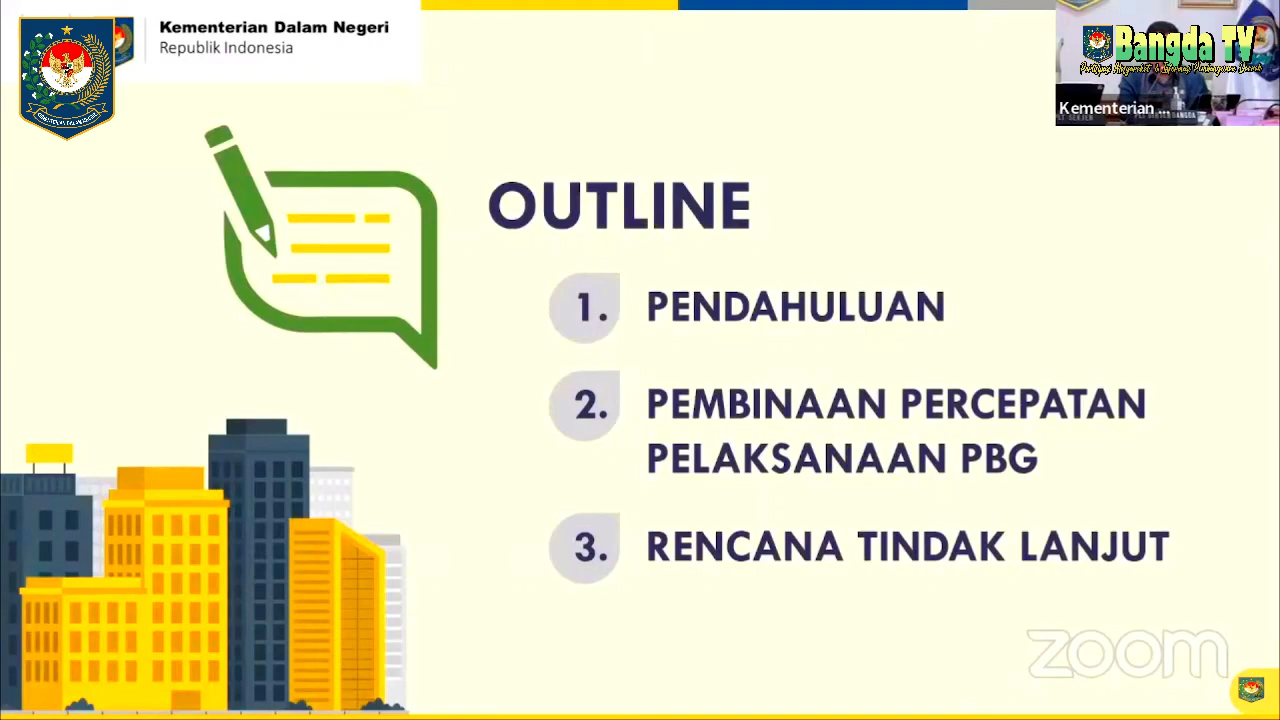 Kementerian Dalam Negeri
Republik Indonesia
Bangda TV
Kementerian ...
OUTLINE
1. PENDAHULUAN
2. PEMBINAAN PERCEPATAN
PELAKSANAAN PBG
3. RENCANA TINDAK LANJUT
zoom